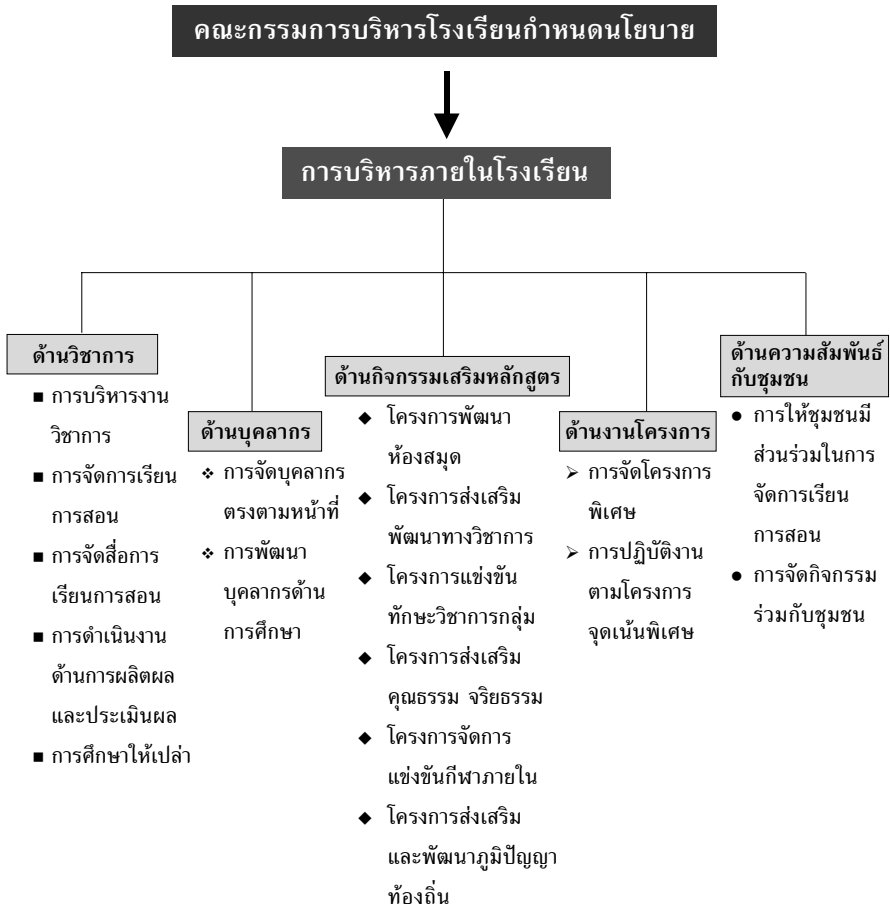 คณะกรรมการบริหารโรงเรียนกำหนดนโยบาย
การบริหารภายในโรงเรียน
ด้านวิชาการ
■ การบริหารงาน
วิชาการ
■ การจัดการเรียน
การสอน
■ การจัดสื่อการ
เรียนการสอน
■ การดำเนินงาน
ด้านการผลิตผล
และประเมินผล
■ การศึกษาให้เปล่า
ด้านบุคลากร
❖ การจัดบุคลากร
ตรงตามหน้าที่
❖ การพัฒนา
บุคลากรด้าน
การศึกษา
ด้านกิจกรรมเสริมหลักสูตร
◆ โครงการพัฒนา
ห้องสมุด
◆ โครงการส่งเสริม
พัฒนาทางวิชาการ
◆ โครงการแข่งขัน
ทักษะวิชาการกลุ่ม
◆ โครงการส่งเสริม
คุณธรรม จริยธรรม
◆ โครงการจัดการ
แข่งขันกีฬาภายใน
◆ โครงการส่งเสริม
และพัฒนาภูมิปัญญา
ท้องถิ่น
ด้านงานโครงการ
➢ การจัดโครงการ
พิเศษ
➢ การปฏิบัติงาน
ตามโครงการ
จุดเน้นพิเศษ
ด้านความสัมพันธ์
กับชุมชน
● การให้ชุมชนมี
ส่วนร่วมในการ
จัดการเรียน
การสอน
● การจัดกิจกรรม
ร่วมกับชุมชน